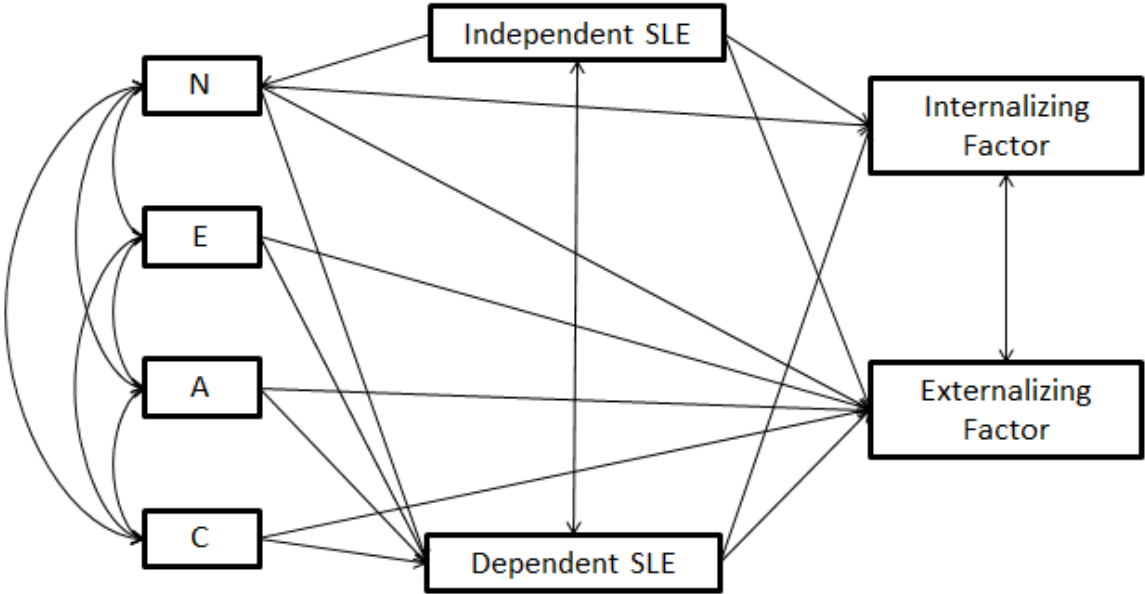 Independent SLE
N
Internalizing
Factor
E
A
Externalizing
Factor
C
Dependent SLE